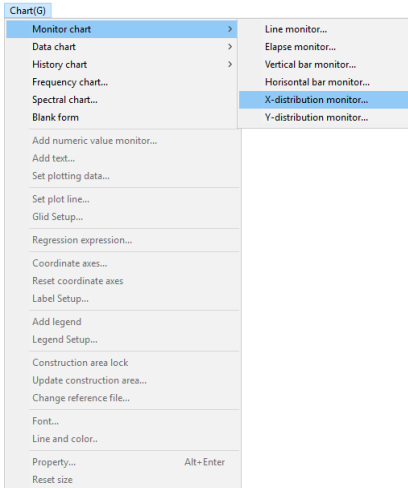 Chart(G)
Monitor chart >
Data chart >
History chart >
Frequency chart...
Spectral chart...
Blank form
Line monitor...
Elapse monitor...
Vertical bar monitor...
Horisontal bar monitor...
X-distribution monitor...
Y-distribution monitor...
Add numeric value monitor...
Add text...
Set plotting data...
Set plot line...
Glid Setup...
Regression expression...
Coordinate axes...
Reset coordinate axes
Label Setup...
Add legend
Legend Setup...
Construction area lock
Update construction area...
Change reference file...
Font...
Line and color..
Property... Alt+Enter
Reset size